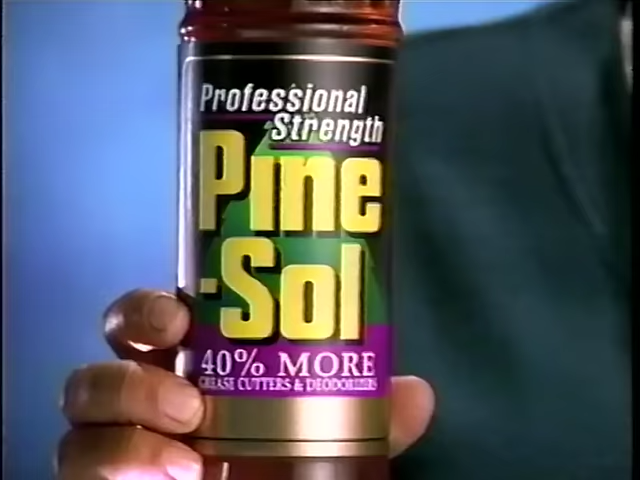 Professional
Strength
Pine
-Sol
40% MORE
GREASE CUTTERS & DEODORIZERS